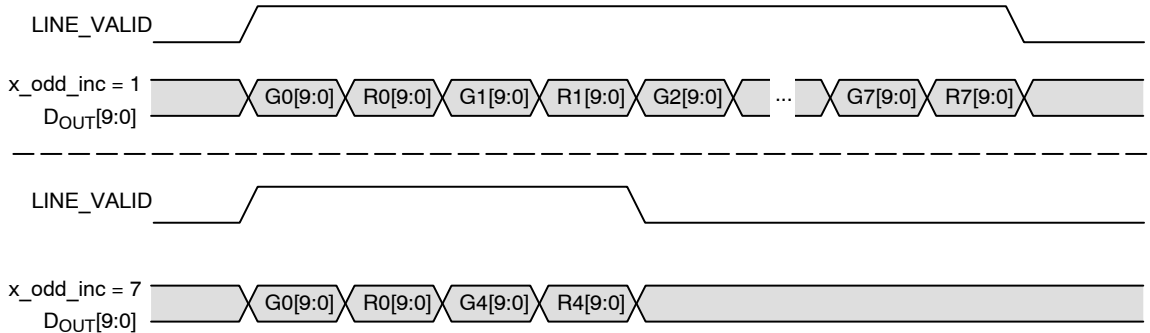 LINE_VALID
x_odd_inc = 1
DOUT[9:0]
G0[9:0] R0[9:0] G1[9:0] R1[9:0] G2[9:0] ... G7[9:0] R7[9:0]
LINE_VALID
x_odd_inc = 7
DOUT[9:0]
G0[9:0] R0[9:0] G4[9:0] R4[9:0]